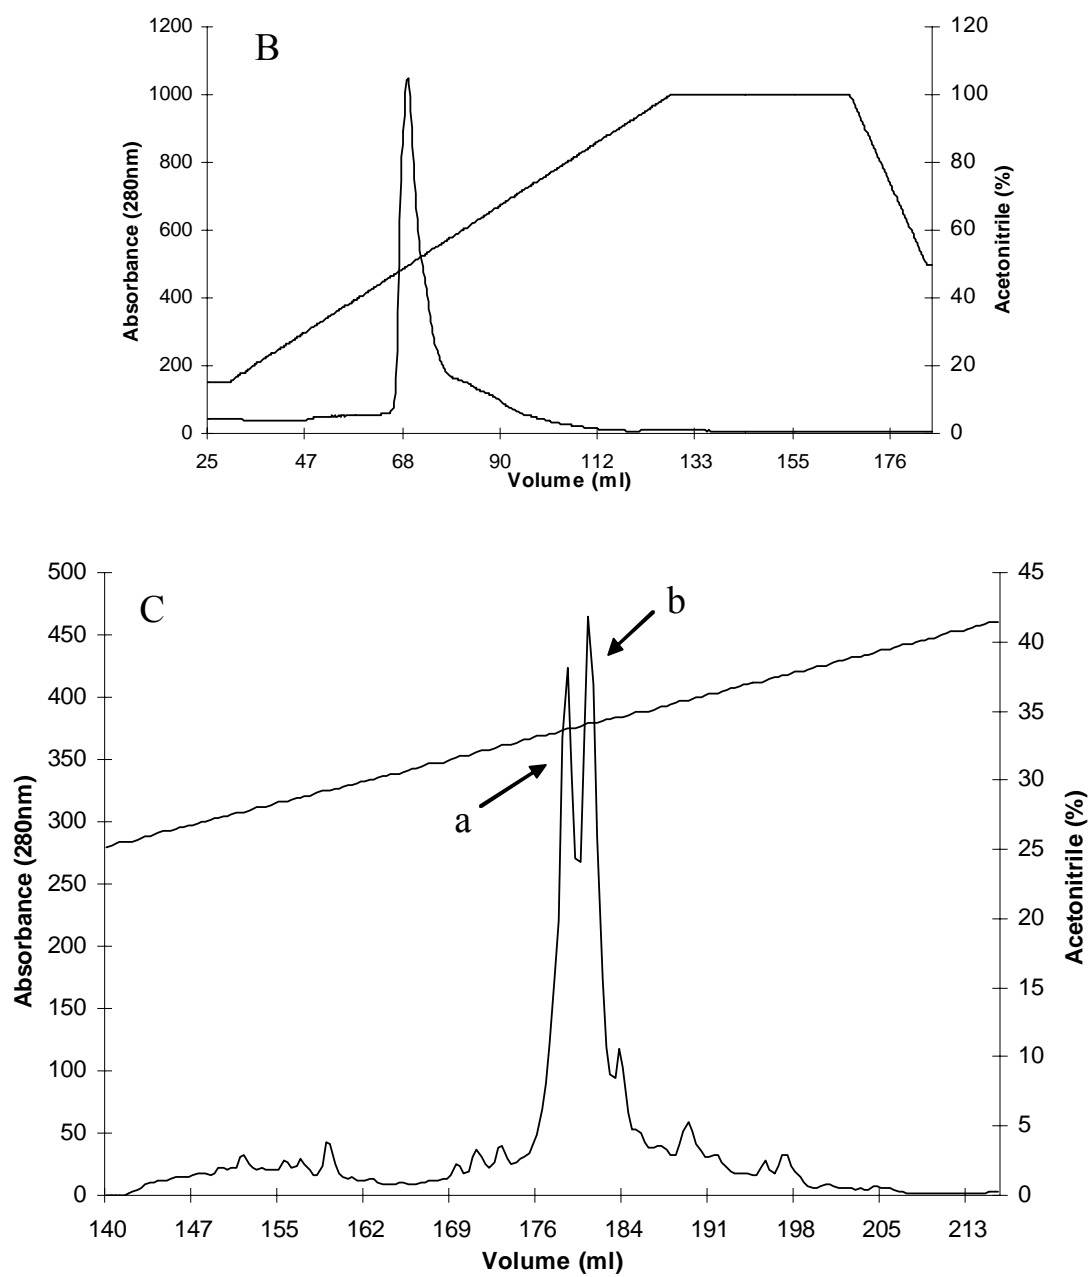 B
Absorbance (280nm)
1200
1000
800
600
400
200
0
120
100
80
60
40
20
0
Acetonitrile (%)
25 47 68 90 112 133 155 176
Volume (ml)
C
a
b
Absorbance (280nm)
500
450
400
350
300
250
200
150
100
50
0
45
40
35
30
25
20
15
10
5
0
Acetonitrile (%)
140 147 155 162 169 176 184 191 198 205 213
Volume (ml)